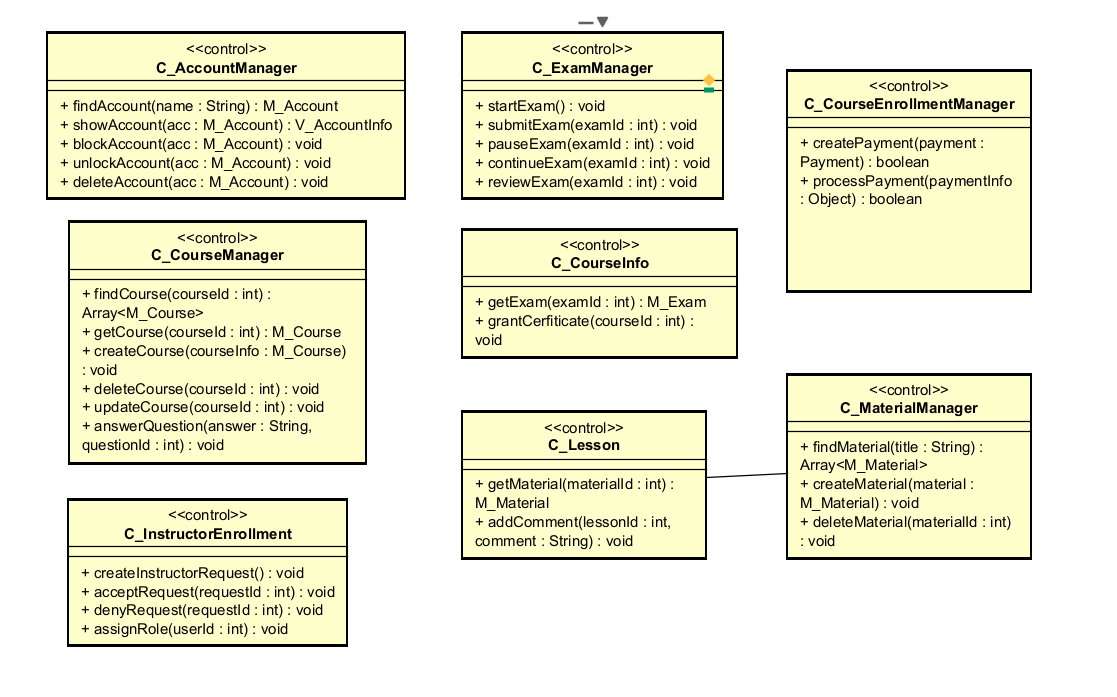 <<control>>
C_AccountManager
+ findAccount(name : String) : M_Account
+ showAccount(acc : M_Account) : V_AccountInfo
+ blockAccount(acc : M_Account) : void
+ unlockAccount(acc : M_Account) : void
+ deleteAccount(acc : M_Account) : void
<<control>>
C_ExamManager
+ startExam() : void
+ submitExam(examId : int) : void
+ pauseExam(examId : int) : void
+ continueExam(examId : int) : void
+ reviewExam(examId : int) : void
<<control>>
C_CourseEnrollmentManager
+ createPayment(payment :
Payment) : boolean
+ processPayment(paymentInfo
: Object) : boolean
<<control>>
C_CourseManager
+ findCourse(courseId : int) :
Array<M_Course>
+ getCourse(courseId : int) : M_Course
+ createCourse(courseInfo : M_Course)
: void
+ deleteCourse(courseId : int) : void
+ updateCourse(courseId : int) : void
+ answerQuestion(answer : String,
questionId : int) : void
<<control>>
C_CourseInfo
+ getExam(examId : int) : M_Exam
+ grantCerfiticate(courseId : int) :
void
<<control>>
C_Lesson
+ getMaterial(materialId : int) :
M_Material
+ addComment(lessonId : int,
comment : String) : void
<<control>>
C_MaterialManager
+ findMaterial(title : String) :
Array<M_Material>
+ createMaterial(material :
M_Material) : void
+ deleteMaterial(materialId : int)
: void
<<control>>
C_InstructorEnrollment
+ createInstructorRequest() : void
+ acceptRequest(requestId : int) : void
+ denyRequest(requestId : int) : void
+ assignRole(userId : int) : void